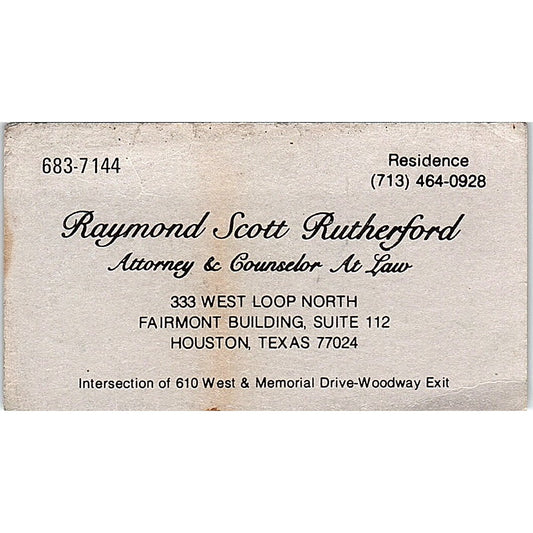 683-7144
Residence
(713) 464-0928
Raymond Scott Rutherford
Attorney & Counselor At Law
333 WEST LOOP NORTH
FAIRMONT BUILDING, SUITE 112
HOUSTON, TEXAS 77024
Intersection of 610 West & Memorial Drive-Woodway Exit